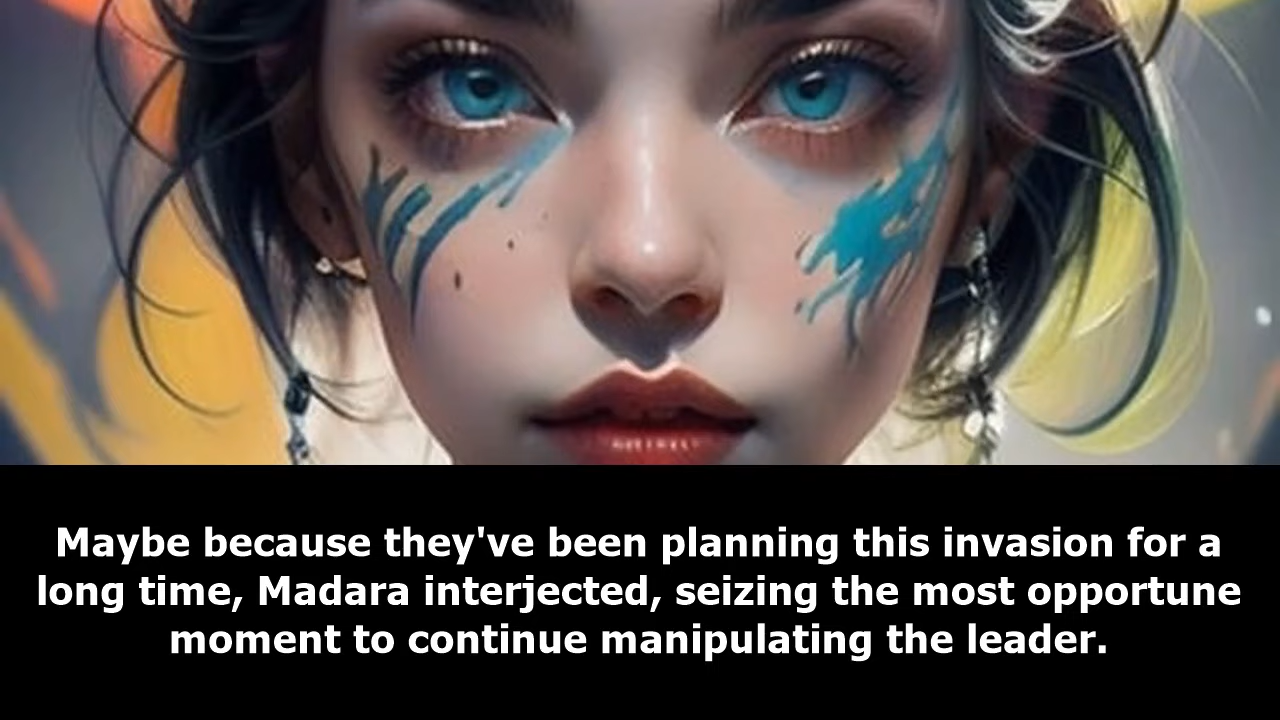 Maybe because they've been planning this invasion for a
long time, Madara interjected, seizing the most opportune
moment to continue manipulating the leader.